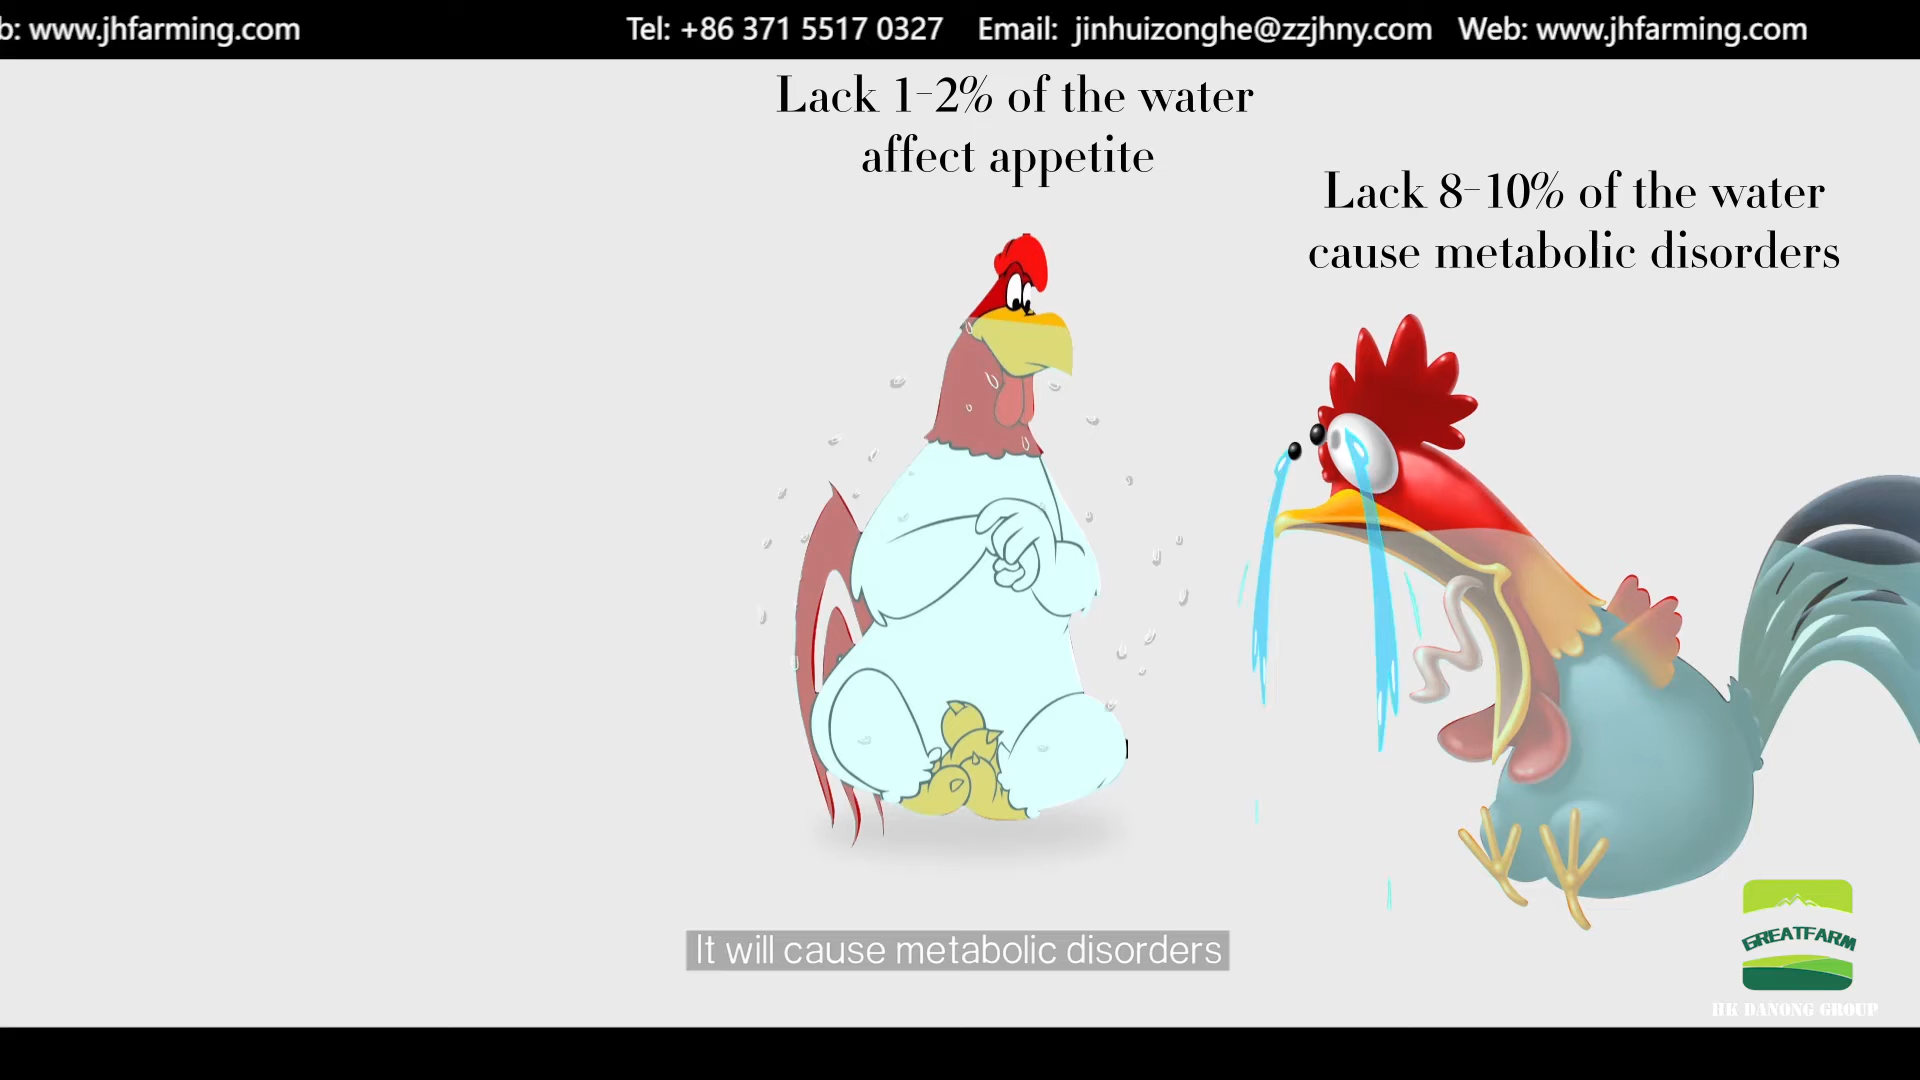 b: www.jhfarming.com Tel: +86 371 5517 0327 Email: jinhuizonghe@zzjhny.com Web: www.jhfarming.com
Lack 1-2% of the water
affect appetite
Lack 8-10% of the water
cause metabolic disorders
It will cause metabolic disorders
GREATFARM
HK DANONG GROUP